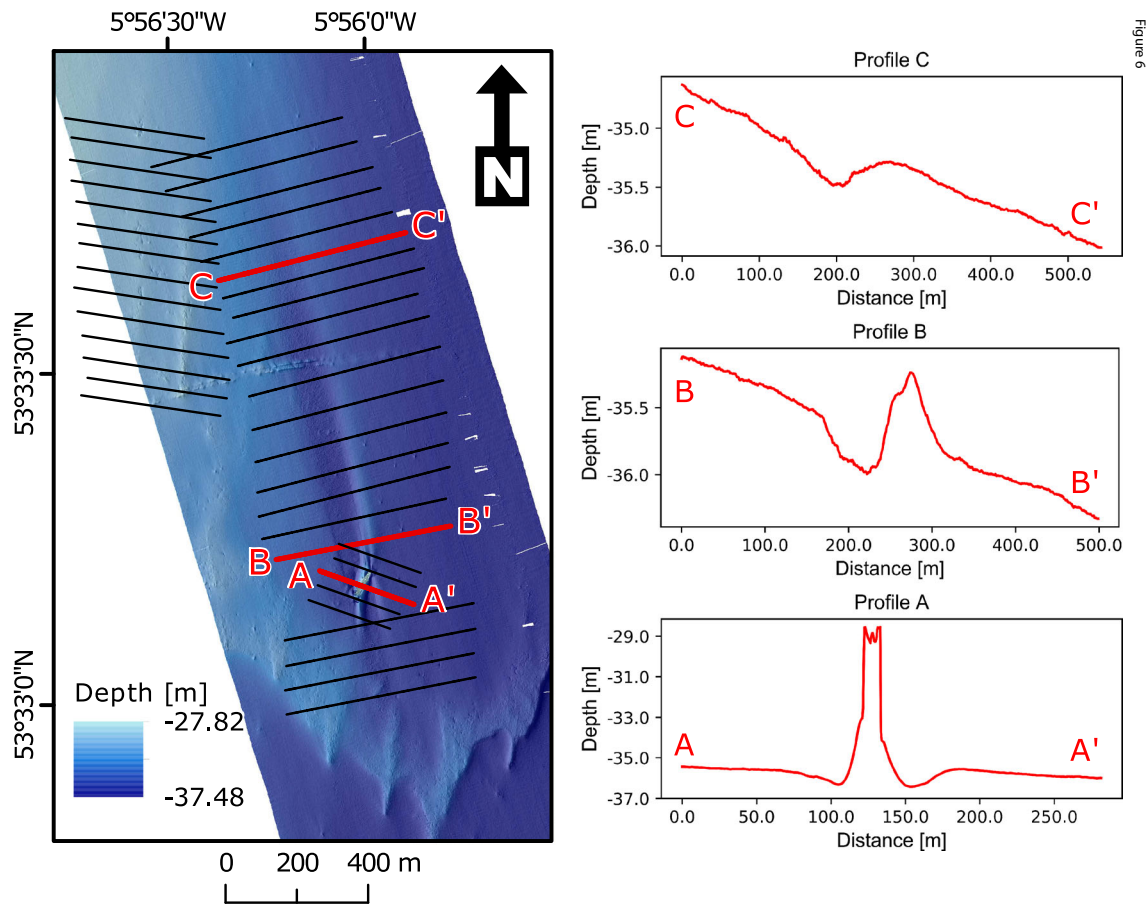 Figure 6
5°56'30"W 5°56'0"W
N
C C'
B B'
A A'
53°33'30"N
53°33'0"N
Depth [m]
-27.82
-37.48
0 200 400 m
Profile C
C
C'
Depth [m]
-35.0
-35.5
-36.0
0.0 100.0 200.0 300.0 400.0 500.0
Distance [m]
Profile B
B
B'
Depth [m]
-35.5
-36.0
0.0 100.0 200.0 300.0 400.0 500.0
Distance [m]
Profile A
A
A'
Depth [m]
-29.0
-31.0
-33.0
-35.0
-37.0
0.0 50.0 100.0 150.0 200.0 250.0
Distance [m]